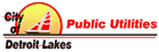 City
of
Detroit Lakes
Public Utilities